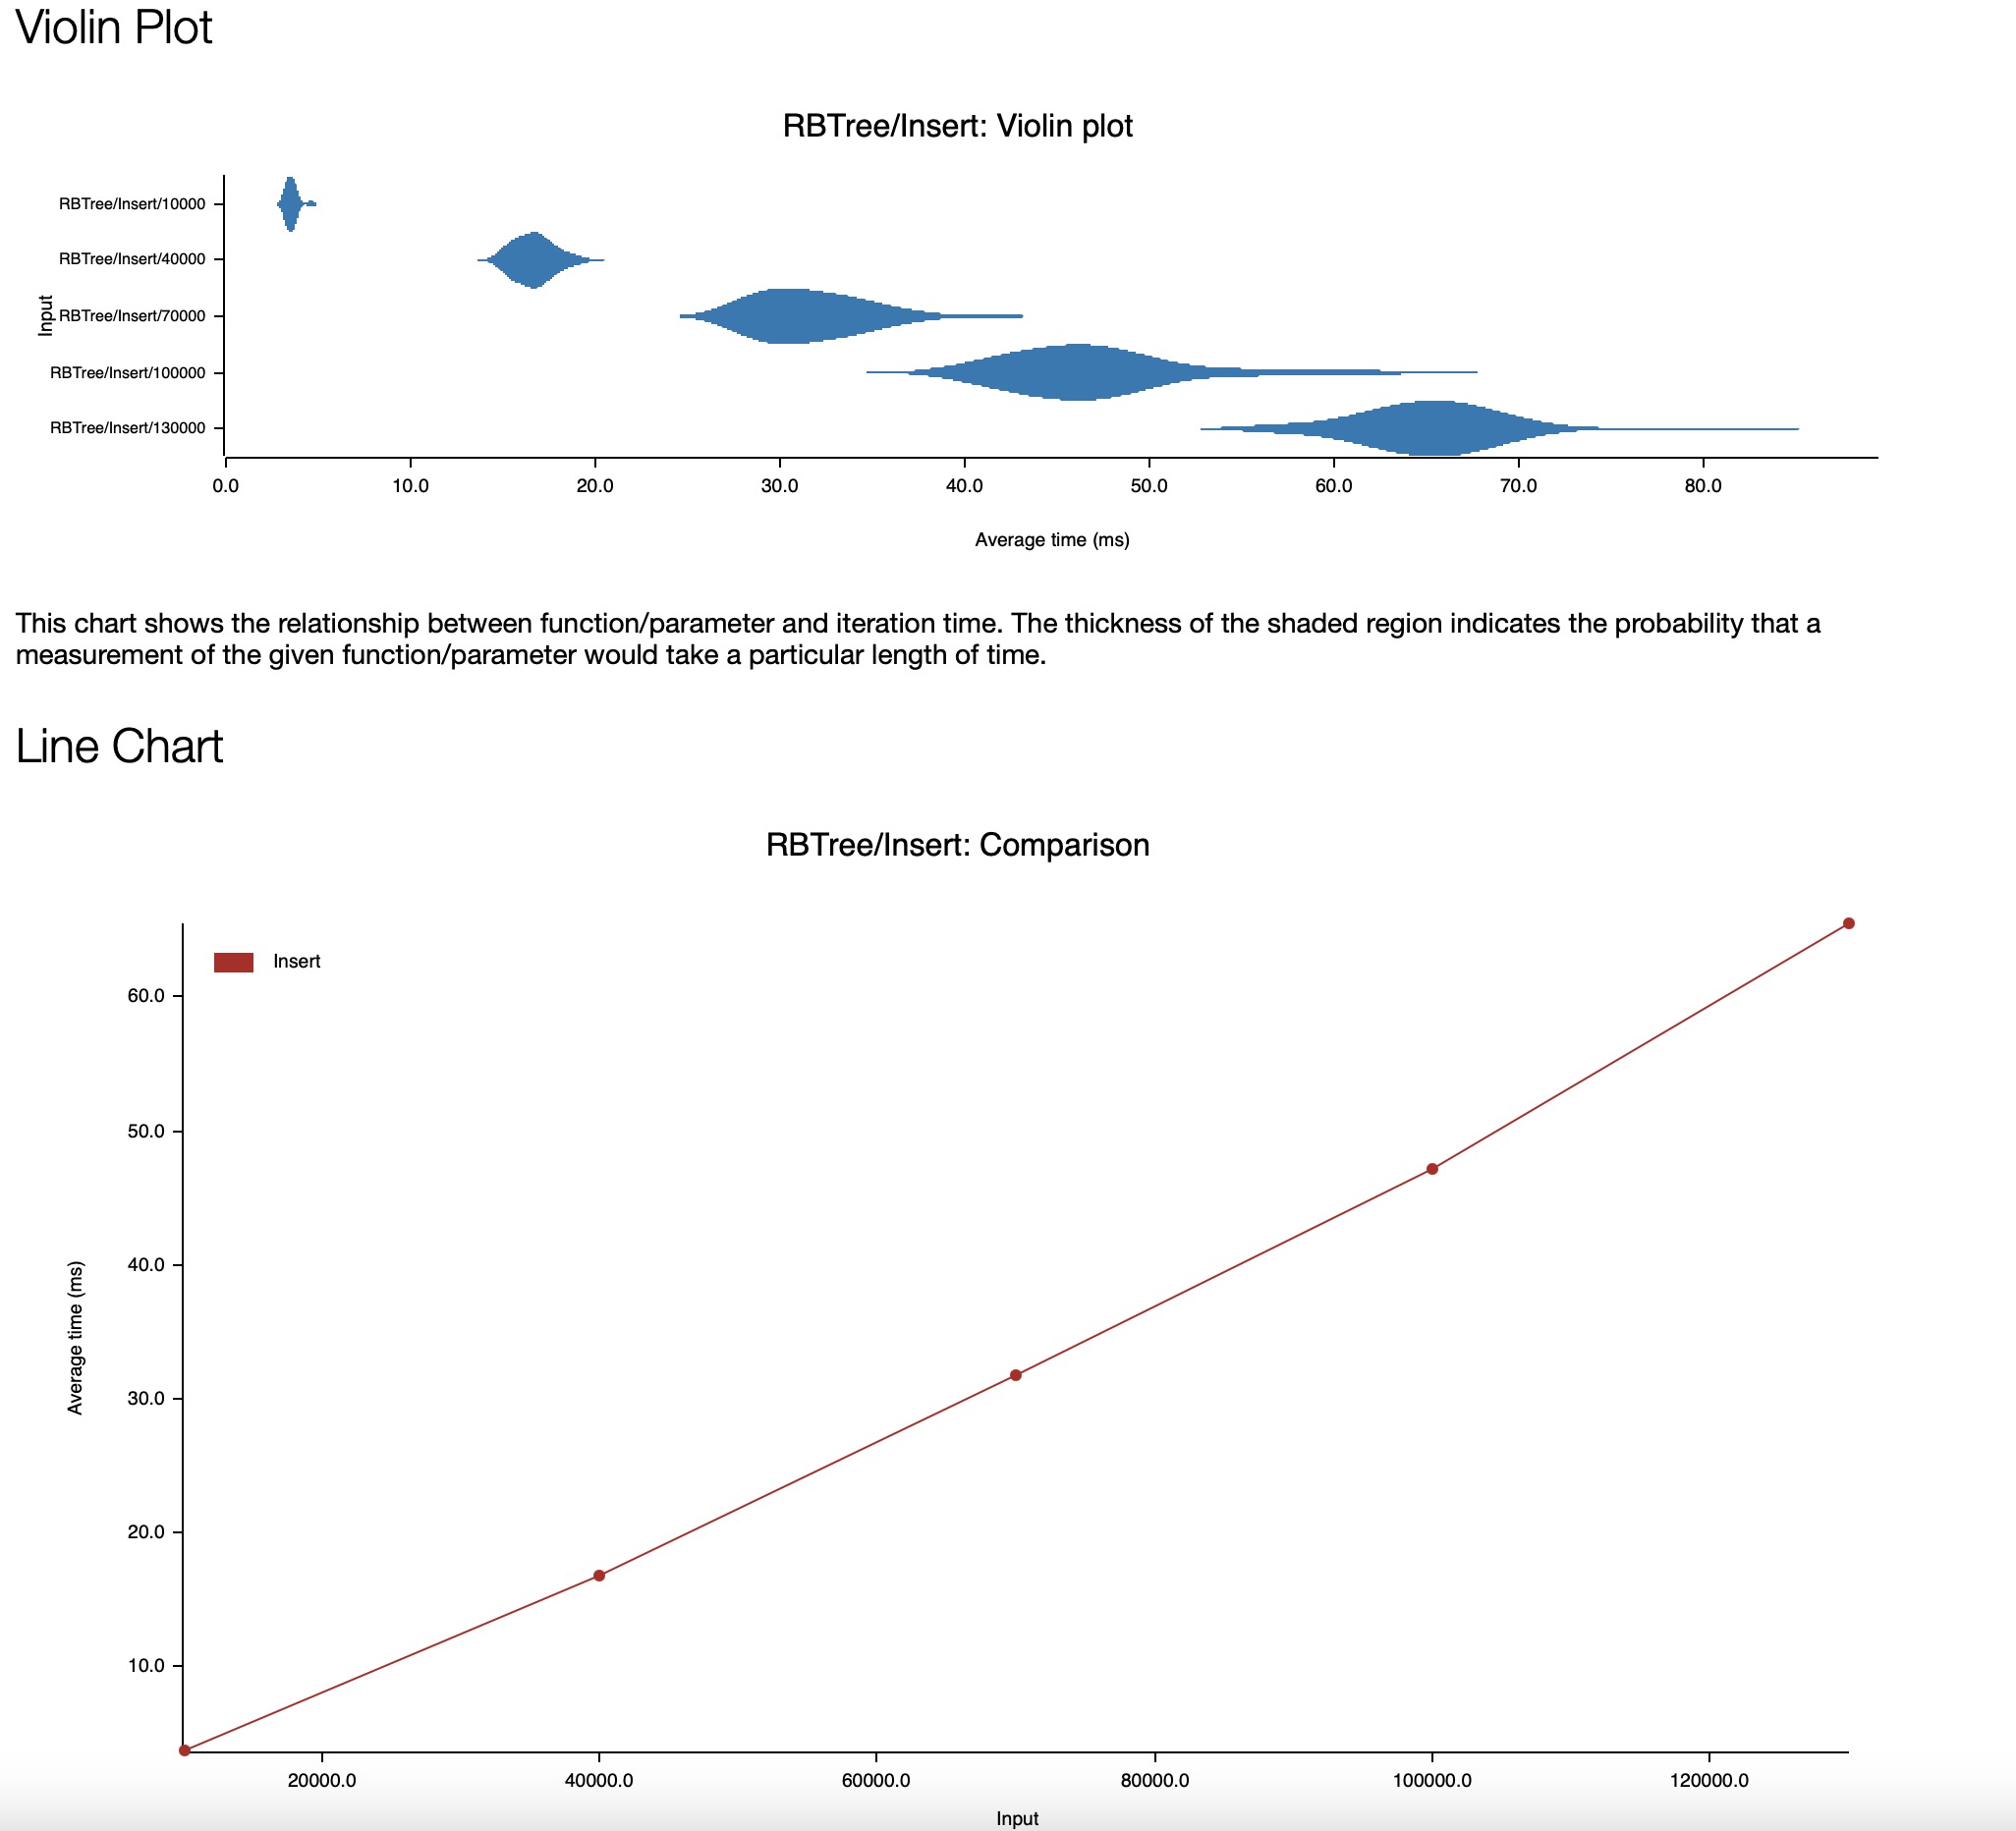 Violin Plot
RBTree/Insert: Violin plot
RBTree/Insert/10000
RBTree/Insert/40000
RBTree/Insert/70000
RBTree/Insert/100000
RBTree/Insert/130000
Input
0.0 10.0 20.0 30.0 40.0 50.0 60.0 70.0 80.0
Average time (ms)
This chart shows the relationship between function/parameter and iteration time. The thickness of the shaded region indicates the probability that a
measurement of the given function/parameter would take a particular length of time.
Line Chart
RBTree/Insert: Comparison
Insert
60.0
50.0
40.0
30.0
20.0
10.0
Average time (ms)
20000.0 40000.0 60000.0 80000.0 100000.0 120000.0
Input